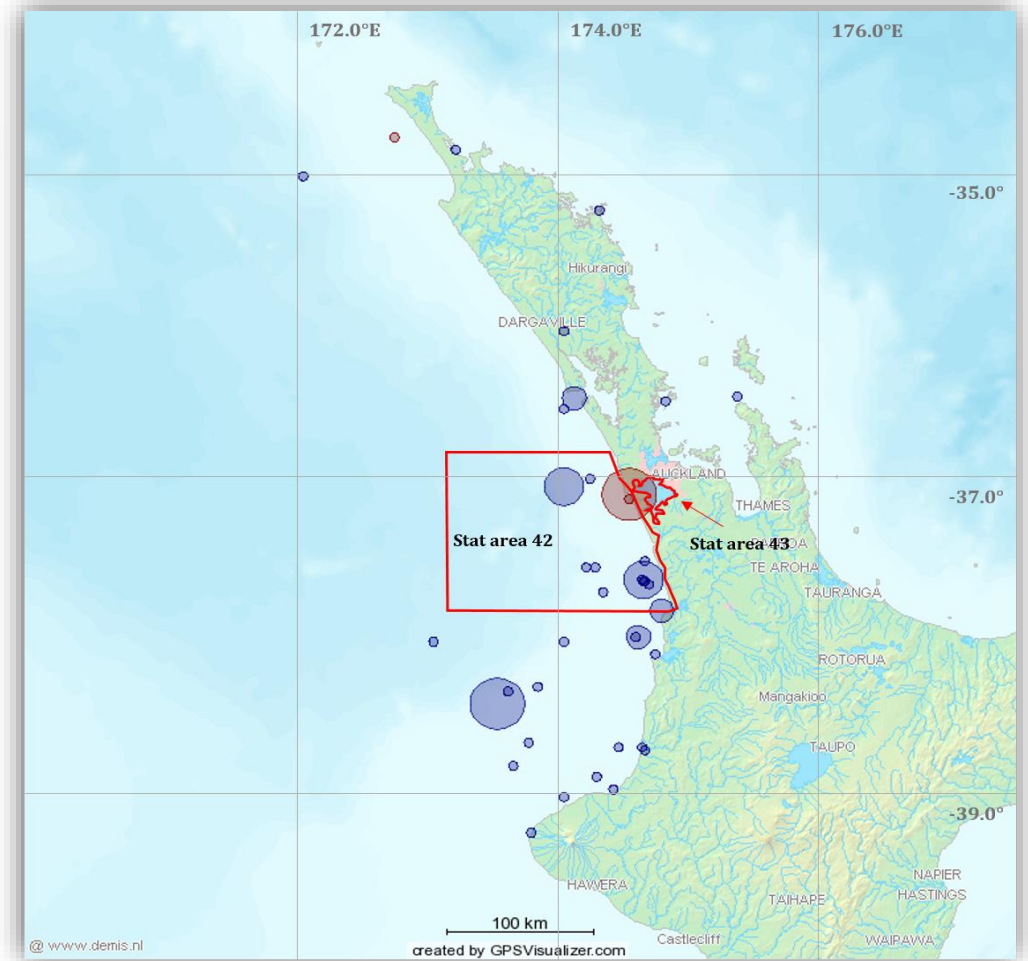 172.0°E
174.0°E
176.0°E
-35.0°
Hikurangi
DARGAVILLE
AUCKLAND
-37.0°
THAMES
Stat area 42
Stat area 43
TE AROHA
TAURANGA
ROTORUA
Mangakino
TAUPO
-39.0°
NAPIER
HAWERA
HASTINGS
TAIHAPE
100 km
Castlecliff
WAIPAWA
@ www.demis.nl
created by GPSVisualizer.com